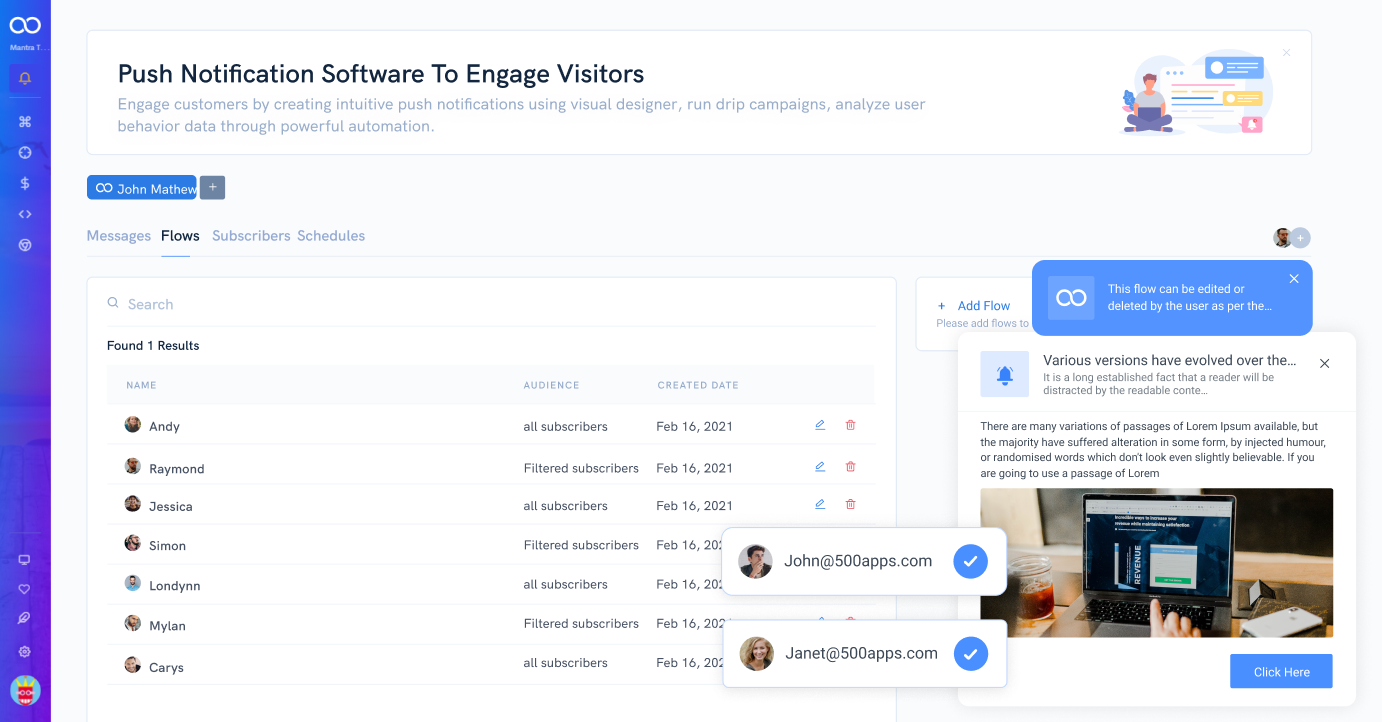 Mantra T...
Push Notification Software To Engage Visitors
Engage customers by creating intuitive push notifications using visual designer, run drip campaigns, analyze user
behavior data through powerful automation.
John Mathew
+
Messages Flows Subscribers Schedules
+
Search
Found 1 Results
NAME AUDIENCE CREATED DATE
Andy all subscribers Feb 16, 2021
Raymond Filtered subscribers Feb 16, 2021
Jessica all subscribers Feb 16, 2021
Simon Filtered subscribers Feb 16, 202
Londynn all subscribers Feb 16, 202
Mylan Filtered subscribers Feb 16, 202
Carys all subscribers Feb 16, 202
+ Add Flow
Please add flows to
This flow can be edited or
deleted by the user as per the...
Various versions have evolved over the...
It is a long established fact that a reader will be
distracted by the readable conte...
There are many variations of passages of Lorem Ipsum available, but
the majority have suffered alteration in some form, by injected humour,
or randomised words which don't look even slightly believable. If you
are going to use a passage of Lorem
Incredible ways to increase your
revenue while maintaining satisfaction
REVENUE
John@500apps.com
Janet@500apps.com
Click Here